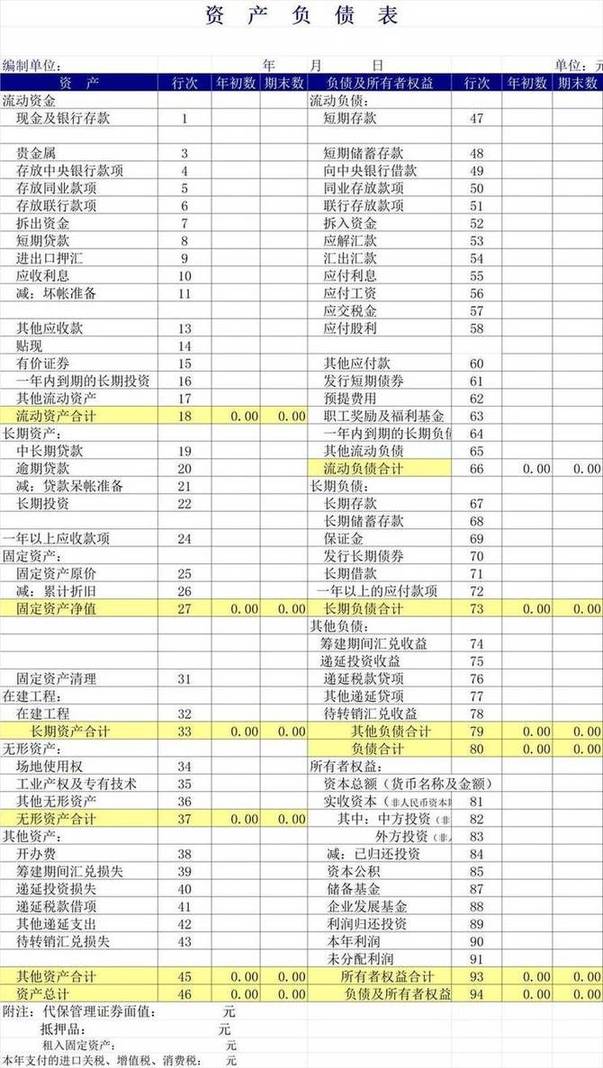 资 产 负 债 表
编制单位： 年 月 日 单位：元
资 产 行次 年初数 期末数 负债及所有者权益 行次 年初数 期末数
流动资金 流动负债：
现金及银行存款 1 短期存款 47
贵金属 3 短期储蓄存款 48
存放中央银行款项 4 向中央银行借款 49
存放同业款项 5 同业存放款项 50
存放联行款项 6 联行存放款项 51
拆出资金 7 拆入资金 52
短期贷款 8 应解汇款 53
进出口押汇 9 汇出汇款 54
应收利息 10 应付利息 55
减：坏帐准备 11 应付工资 56
应交税金 57
其他应收款 13 应付股利 58
贴现 14
有价证券 15 其他应付款 60
一年内到期的长期投资 16 发行短期债券 61
其他流动资产 17 预提费用 62
流动资产合计 18 0.00 0.00 职工奖励及福利基金 63
长期资产： 一年内到期的长期负债 64
中长期贷款 19 其他流动负债 65
逾期贷款 20 流动负债合计 66 0.00 0.00
减：贷款呆帐准备 21 长期负债：
长期投资 22 长期存款 67
长期储蓄存款 68
一年以上应收款项 24 保证金 69
固定资产： 发行长期债券 70
固定资产原价 25 长期借款 71
减：累计折旧 26 一年以上的应付款项 72
固定资产净值 27 0.00 0.00 长期负债合计 73 0.00 0.00
其他负债：
筹建期间汇兑收益 74
递延投资收益 75
固定资产清理 31 递延税款贷项 76
在建工程： 其他递延贷项 77
在建工程 32 待转销汇兑收益 78
长期资产合计 33 0.00 0.00 其他负债合计 79 0.00 0.00
无形资产： 负债合计 80 0.00 0.00
场地使用权 34 所有者权益：
工业产权及专有技术 35 资本总额（货币名称及金额）
其他无形资产 36 实收资本（非人民币资本期 81
无形资产合计 37 0.00 0.00 其中：中方投资（非 82
其他资产： 外方投资（非人 83
开办费 38 减：已归还投资 84
筹建期间汇兑损失 39 资本公积 85
递延投资损失 40 储备基金 87
递延税款借项 41 企业发展基金 88
其他递延支出 42 利润归还投资 89
待转销汇兑损失 43 本年利润 90
未分配利润 91
其他资产合计 45 0.00 0.00 所有者权益合计 93 0.00 0.00
资产总计 46 0.00 0.00 负债及所有者权益 94 0.00 0.00
附注：代保管理证券面值： 元
抵押品： 元
租入固定资产： 元
本年支付的进口关税、增值税、消费税： 元